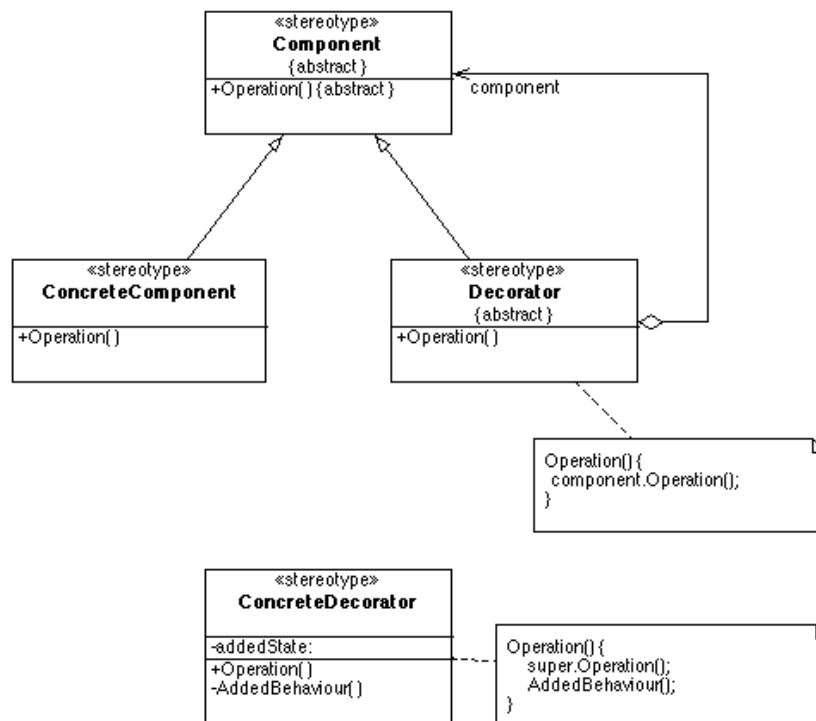 «stereotype»
Component
{abstract}
+Operation(){abstract}
component
«stereotype»
ConcreteComponent
+Operation()
«stereotype»
Decorator
{abstract}
+Operation()
Operation(){
component.Operation();
}
«stereotype»
ConcreteDecorator
-addedState:
+Operation()
-AddedBehaviour()
Operation(){
super.Operation();
AddedBehaviour();
}